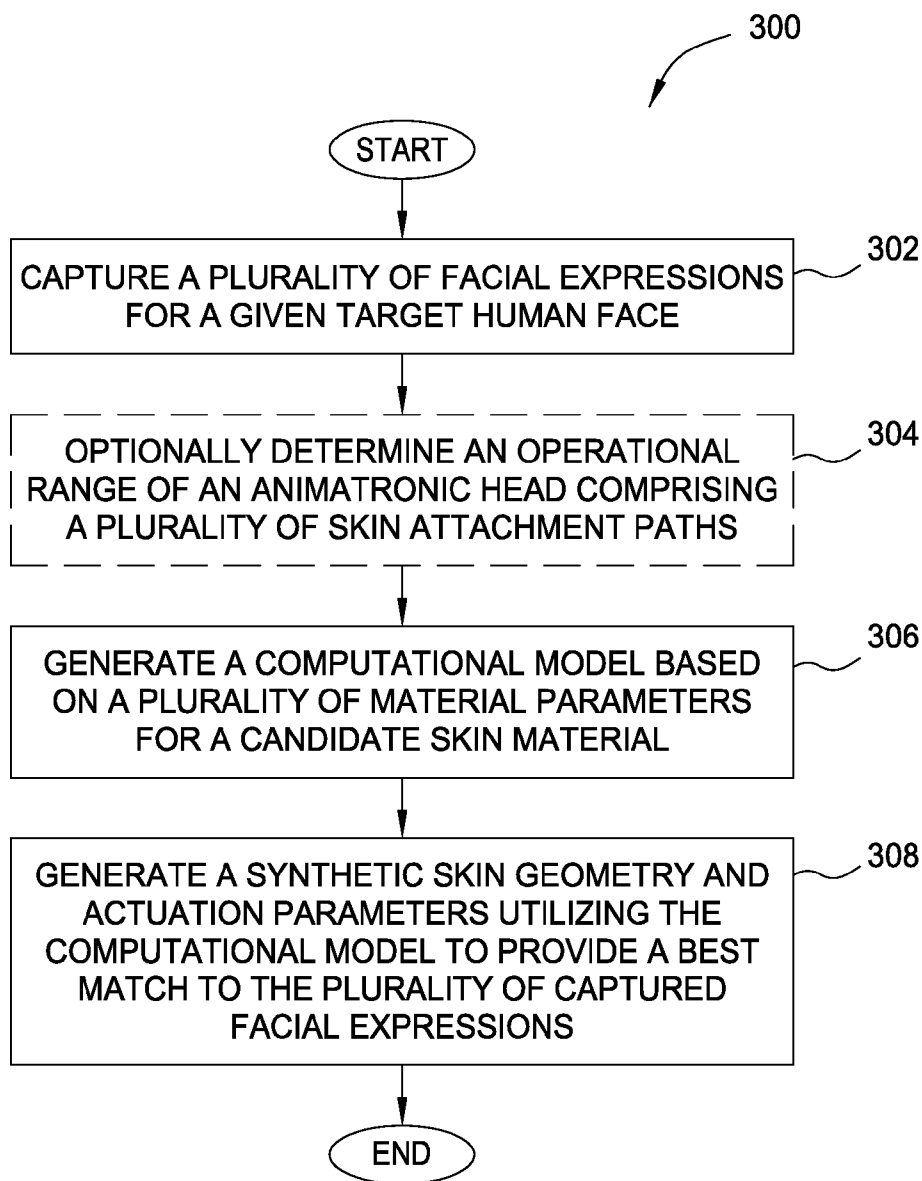 300
START
302
CAPTURE A PLURALITY OF FACIAL EXPRESSIONS
FOR A GIVEN TARGET HUMAN FACE
304
OPTIONALLY DETERMINE AN OPERATIONAL
RANGE OF AN ANIMATRONIC HEAD COMPRISING
A PLURALITY OF SKIN ATTACHMENT PATHS
306
GENERATE A COMPUTATIONAL MODEL BASED
ON A PLURALITY OF MATERIAL PARAMETERS
FOR A CANDIDATE SKIN MATERIAL
308
GENERATE A SYNTHETIC SKIN GEOMETRY AND
ACTUATION PARAMETERS UTILIZING THE
COMPUTATIONAL MODEL TO PROVIDE A BEST
MATCH TO THE PLURALITY OF CAPTURED
FACIAL EXPRESSIONS
END